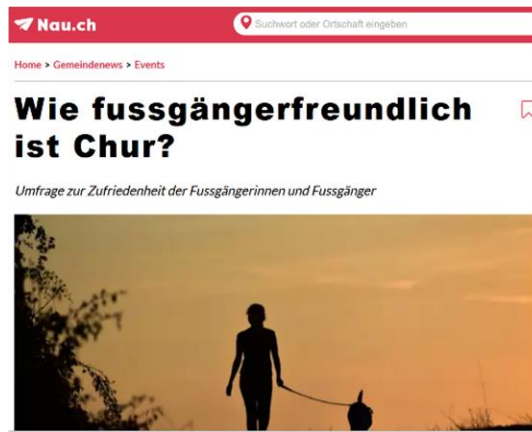 Nau.ch
Suchwort oder Ortschaft eingeben
Home > Gemeindenews > Events
Wie fussgängerfreundlich
ist Chur?
Umfrage zur Zufriedenheit der Fussgängerinnen und Fussgänger